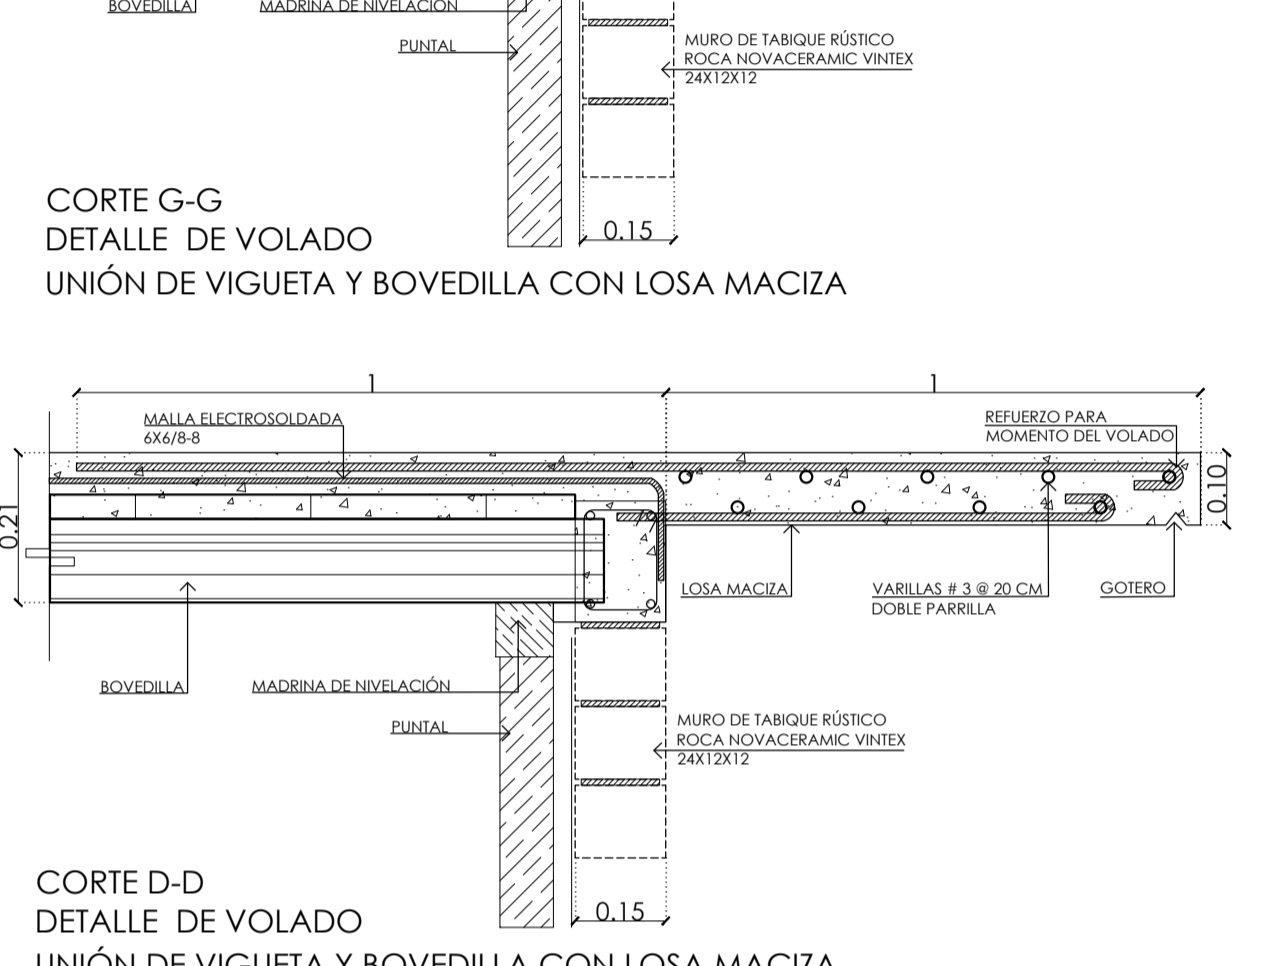 BOVEDILLA
MADRINA DE NIVELACIÓN
PUNTAL
MURO DE TABIQUE RÚSTICO
ROCA NOVACERAMIC VINTEX
24X12X12
0.15
CORTE G-G
DETALLE DE VOLADO
UNIÓN DE VIGUETA Y BOVEDILLA CON LOSA MACIZA
1
1
MALLA ELECTROSOLDADA
6X6/8-8
REFUERZO PARA
MOMENTO DEL VOLADO
0.21
0.10
LOSA MACIZA
VARILLAS # 3 @ 20 CM
DOBLE PARRILLA
GOTERO
BOVEDILLA
MADRINA DE NIVELACIÓN
PUNTAL
MURO DE TABIQUE RÚSTICO
ROCA NOVACERAMIC VINTEX
24X12X12
0.15
CORTE D-D
DETALLE DE VOLADO
UNIÓN DE VIGUETA Y BOVEDILLA CON LOSA MACIZA